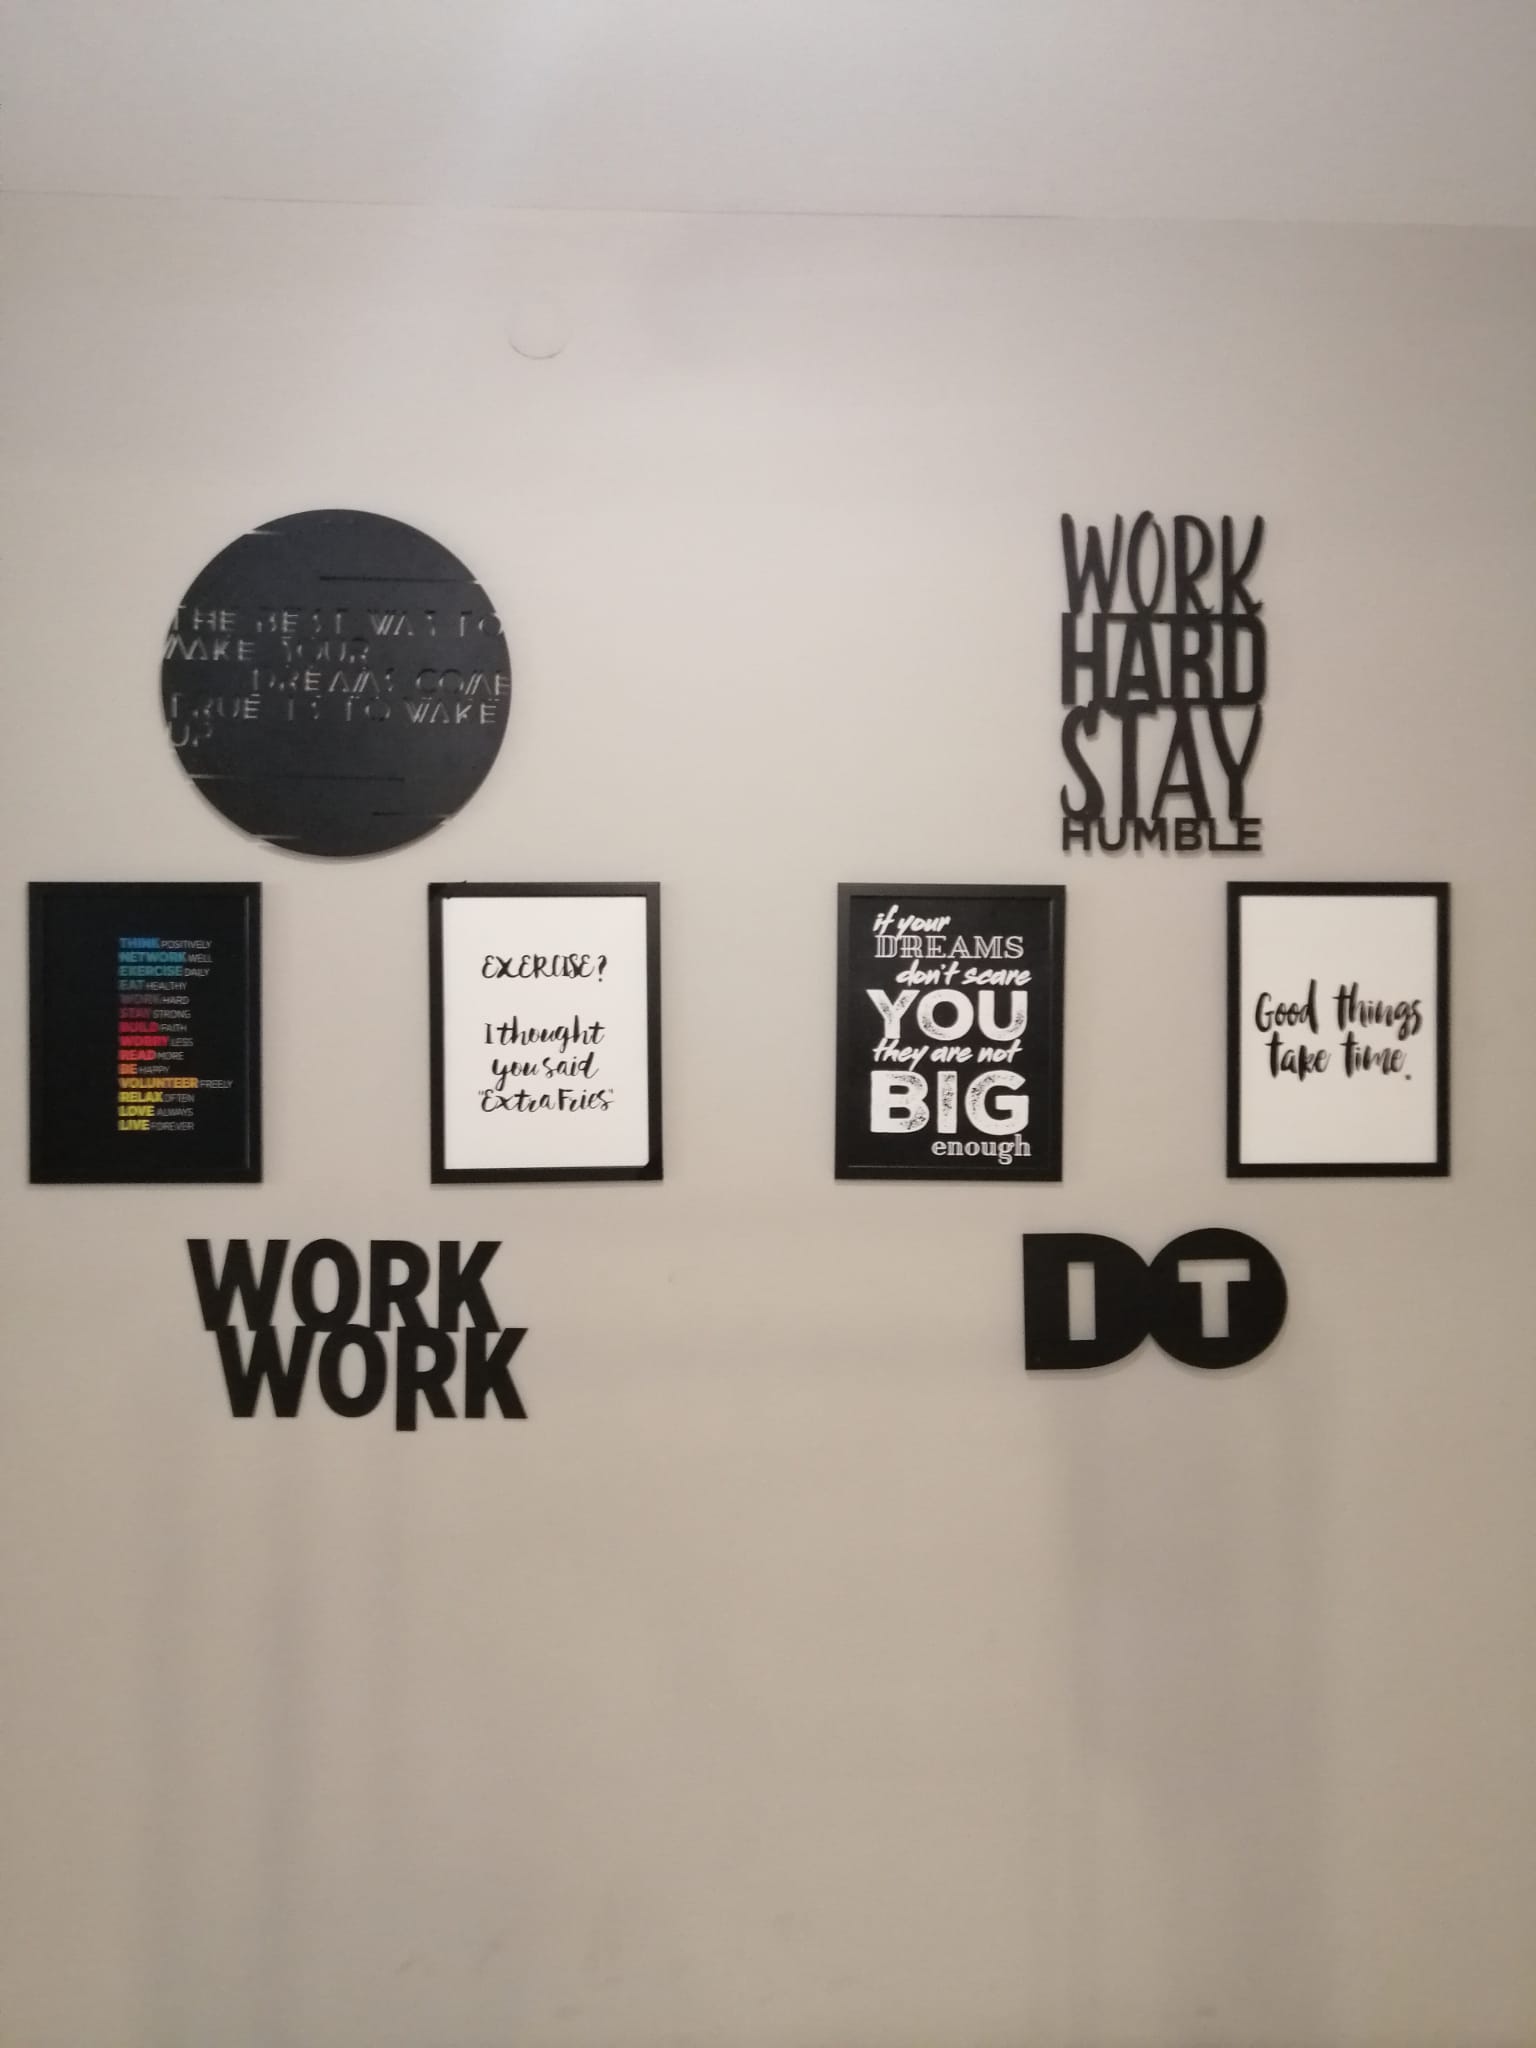 THE BEST WAY TO
MAKE YOUR
DREAMS COME
TRUE IS TO WAKE
UP
WORK
HARD
STAY
HUMBLE
THINK POSITIVELY
NETWORK WELL
EXERCISE DAILY
EAT HEALTHY
WORK HARD
STAY STRONG
BUILD FAITH
WORRY LESS
READ MORE
BE HAPPY
VOLUNTEER FREELY
RELAX OFTEN
LOVE ALWAYS
LIVE FOREVER
EXERCISE?
I thought
you said
"Extra Fries"
if your
DREAMS
don't scare
YOU
they are not
BIG
enough
Good things
take time.
WORK
WORK
DO IT